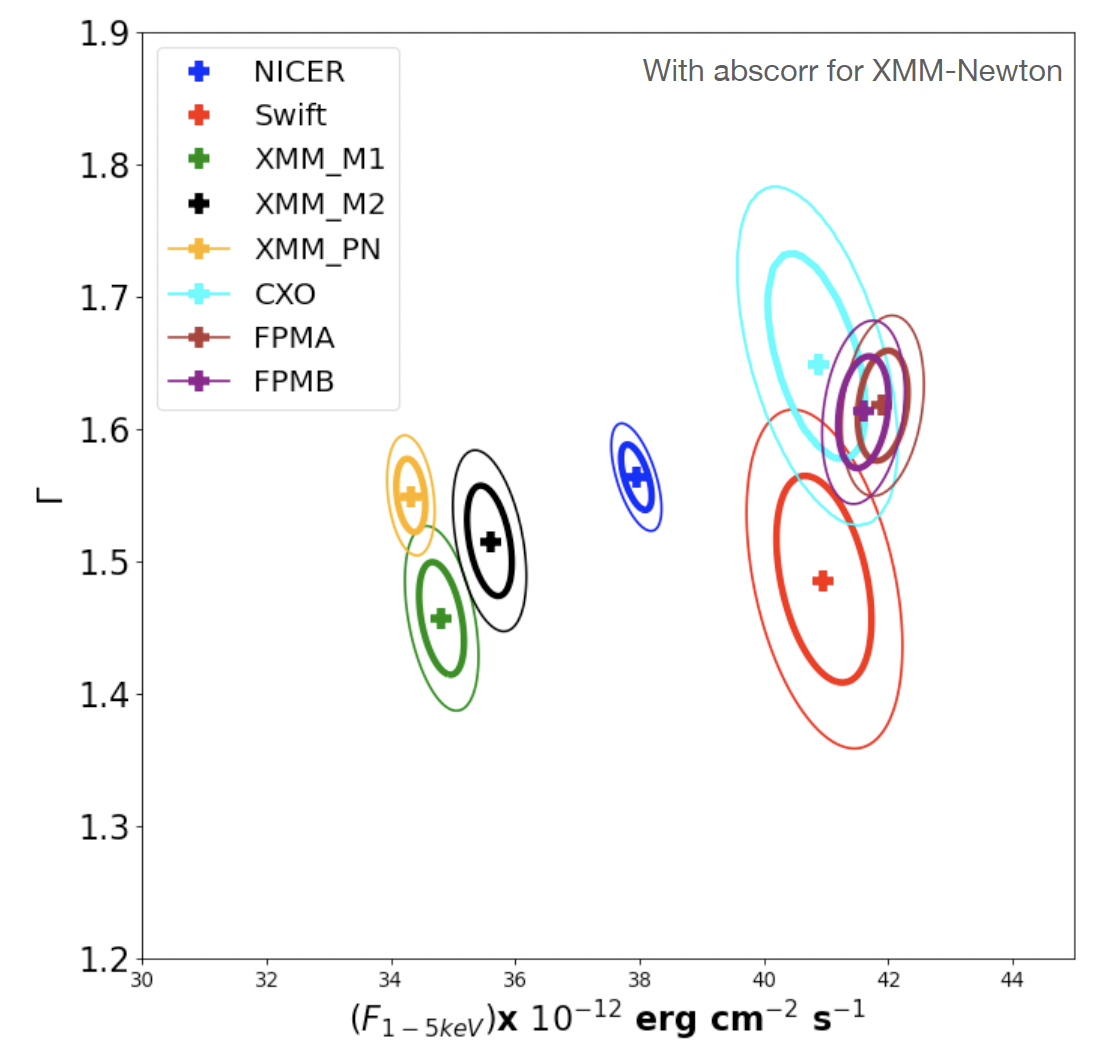 With abscorr for XMM-Newton
NICER
Swift
XMM_M1
XMM_M2
XMM_PN
CXO
FPMA
FPMB
1.9
1.8
1.7
1.6
1.5
1.4
1.3
1.2
Γ
30 32 34 36 38 40 42 44
(F₁₋₅ₖₑᵥ)x 10⁻¹² erg cm⁻² s⁻¹